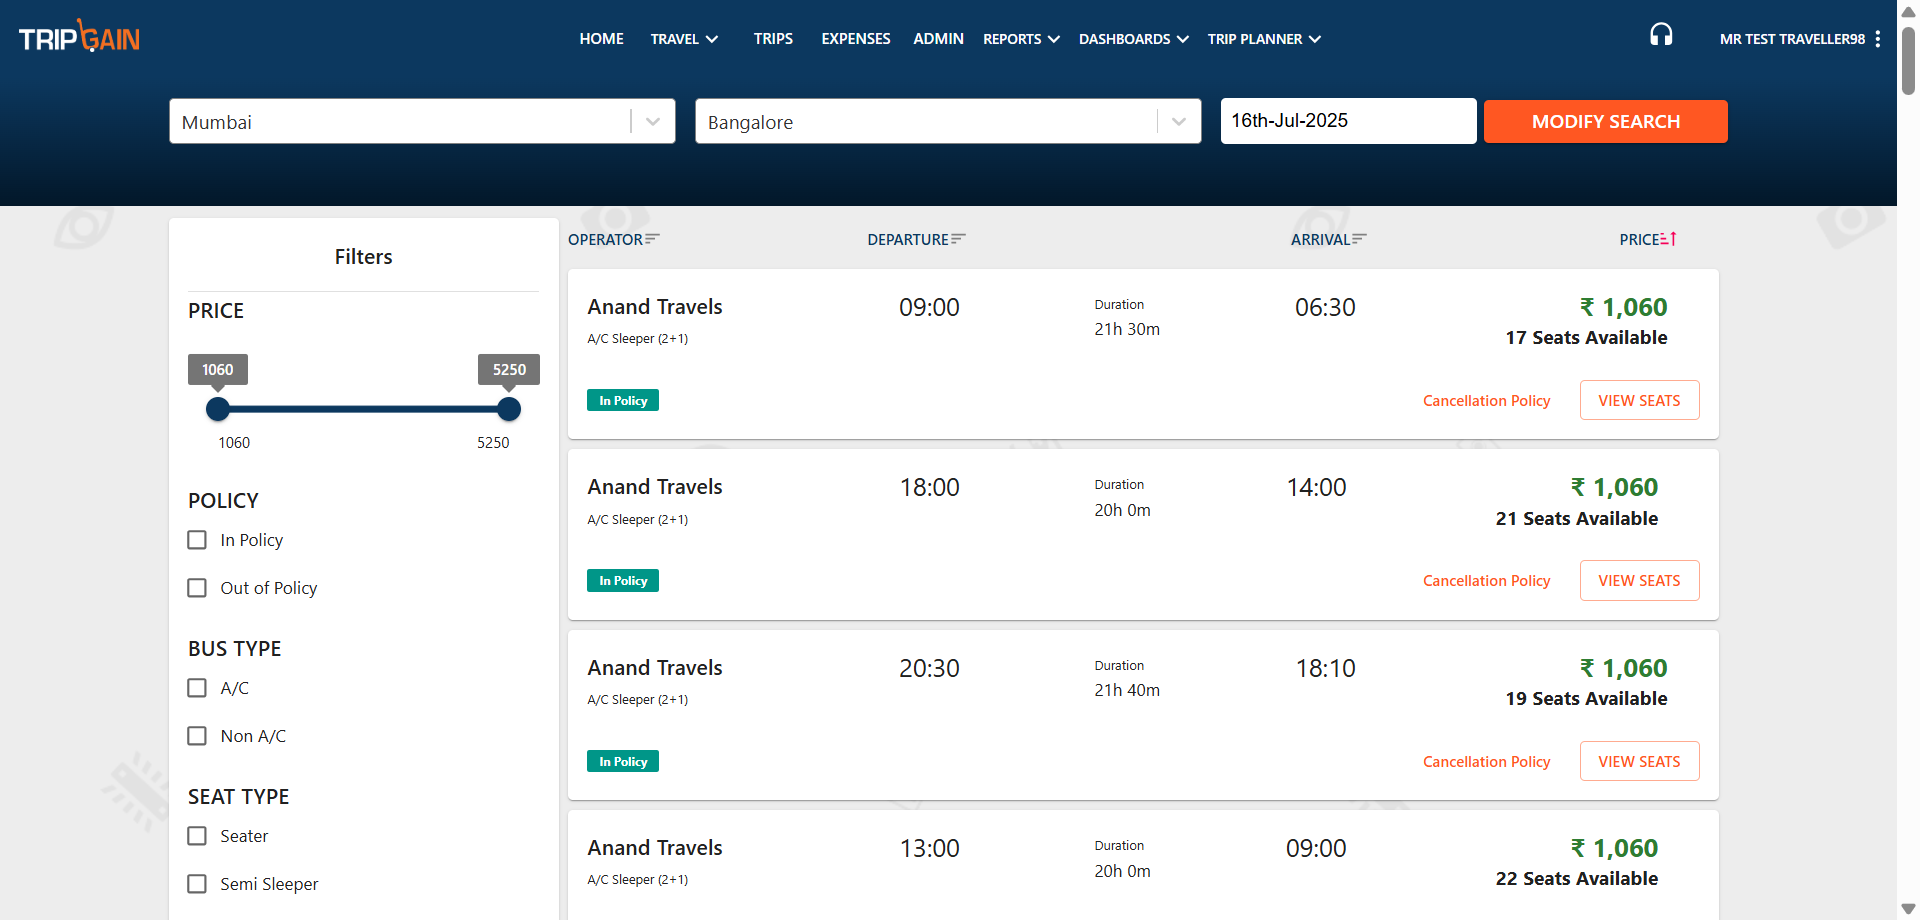 TRIPGAIN
HOME TRAVEL TRIPS EXPENSES ADMIN REPORTS DASHBOARDS TRIP PLANNER MR TEST TRAVELLER98
Mumbai Bangalore 16th-Jul-2025 MODIFY SEARCH
Filters
PRICE
1060 5250
1060 5250
POLICY
In Policy
Out of Policy
BUS TYPE
A/C
Non A/C
SEAT TYPE
Seater
Semi Sleeper
OPERATOR DEPARTURE ARRIVAL PRICE
Anand Travels 09:00 Duration 06:30 ₹ 1,060
A/C Sleeper (2+1) 21h 30m 17 Seats Available
In Policy Cancellation Policy VIEW SEATS
Anand Travels 18:00 Duration 14:00 ₹ 1,060
A/C Sleeper (2+1) 20h 0m 21 Seats Available
In Policy Cancellation Policy VIEW SEATS
Anand Travels 20:30 Duration 18:10 ₹ 1,060
A/C Sleeper (2+1) 21h 40m 19 Seats Available
In Policy Cancellation Policy VIEW SEATS
Anand Travels 13:00 Duration 09:00 ₹ 1,060
A/C Sleeper (2+1) 20h 0m 22 Seats Available